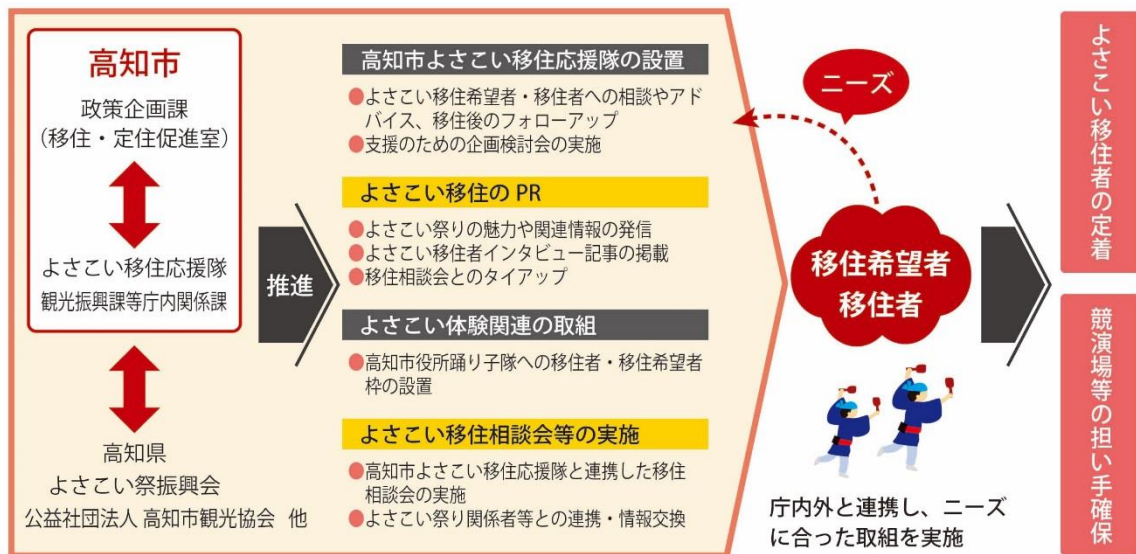 高知市
政策企画課
（移住・定住促進室）
よさこい移住応援隊
観光振興課等庁内関係課
高知県
よさこい祭振興会
公益社団法人 高知市観光協会 他
推進
高知市よさこい移住応援隊の設置
●よさこい移住希望者・移住者への相談やアド
バイス、移住後のフォローアップ
●支援のための企画検討会の実施
よさこい移住の PR
●よさこい祭りの魅力や関連情報の発信
●よさこい移住者インタビュー記事の掲載
●移住相談会とのタイアップ
よさこい体験関連の取組
●高知市役所踊り子隊への移住者・移住希望者
枠の設置
よさこい移住相談会等の実施
●高知市よさこい移住応援隊と連携した移住
相談会の実施
●よさこい祭り関係者等との連携・情報交換
ニーズ
移住希望者
移住者
庁内外と連携し、ニーズ
に合った取組を実施
よさこい移住者の定着
競演場等の担い手確保